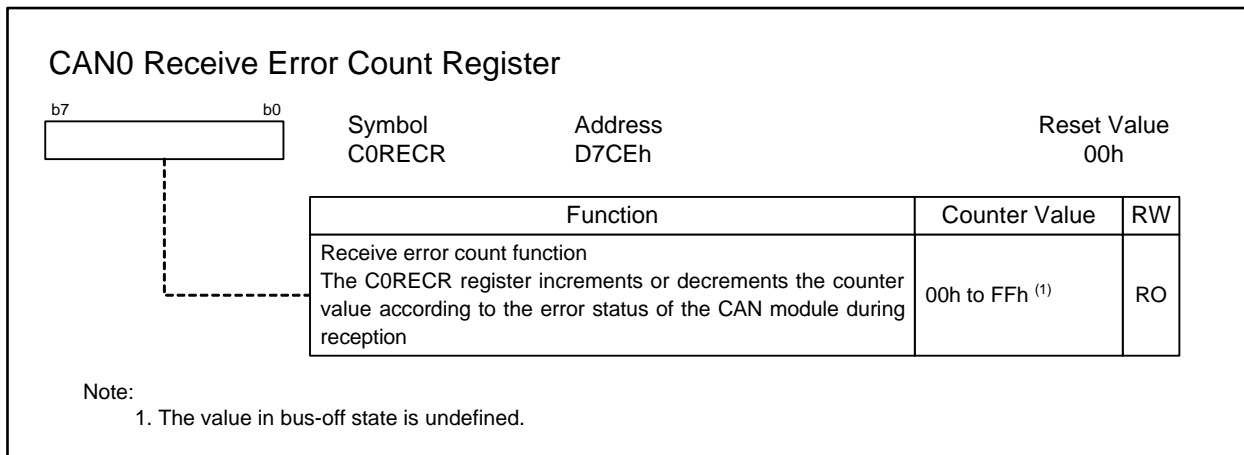 CAN0 Receive Error Count Register
b7 b0
Symbol Address Reset Value
C0RECR D7CEh 00h
Function Counter Value RW
Receive error count function
The C0RECR register increments or decrements the counter
value according to the error status of the CAN module during
reception
00h to FFh (1) RO
Note:
1. The value in bus-off state is undefined.